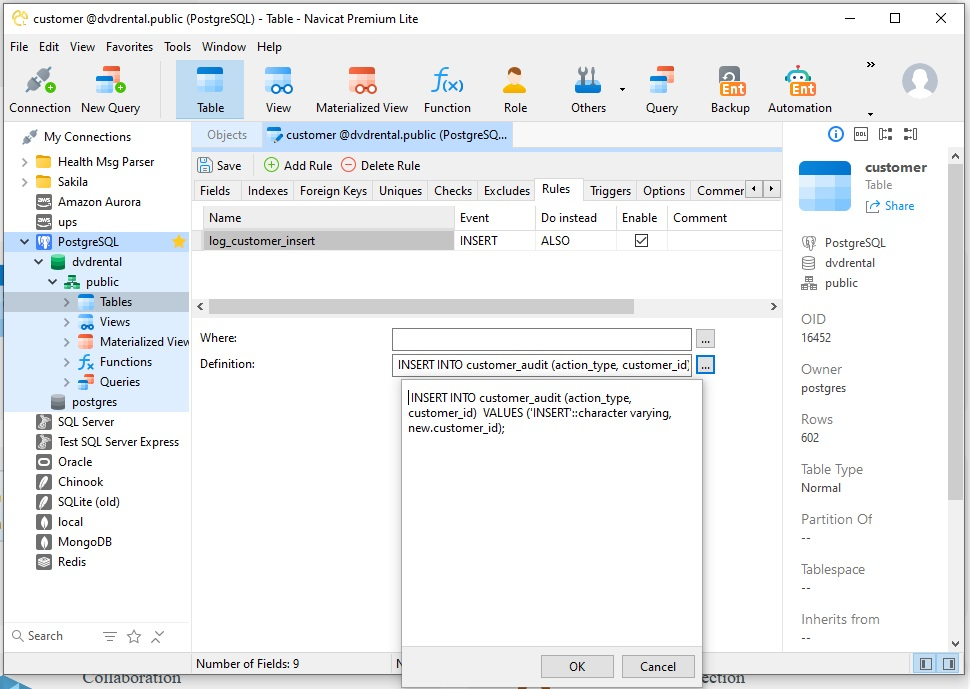 customer @dvdrental.public (PostgreSQL) - Table - Navicat Premium Lite
File Edit View Favorites Tools Window Help
Connection New Query Table View Materialized View Function Role Others Query Backup Automation
Ent Ent
f(x)
»
My Connections
Health Msg Parser
Sakila
aws Amazon Aurora
aws ups
PostgreSQL
dvdrental
public
Tables
Views
Materialized View
Functions
Queries
postgres
SQL Server
Test SQL Server Express
Oracle
Chinook
SQLite (old)
local
MongoDB
Redis
Search
Objects customer @dvdrental.public (PostgreSQ...
Save Add Rule Delete Rule
Fields Indexes Foreign Keys Uniques Checks Excludes Rules Triggers Options Commer
Name Event Do instead Enable Comment
log_customer_insert INSERT ALSO
Where: ...
Definition: INSERT INTO customer_audit (action_type, customer_id) ...
INSERT INTO customer_audit (action_type,
customer_id) VALUES ('INSERT'::character varying,
new.customer_id);
OK Cancel
Number of Fields: 9
DDL
customer
Table
Share
PostgreSQL
dvdrental
public
OID
16452
Owner
postgres
Rows
602
Table Type
Normal
Partition Of
--
Tablespace
--
Inherits from
--
Collaboration